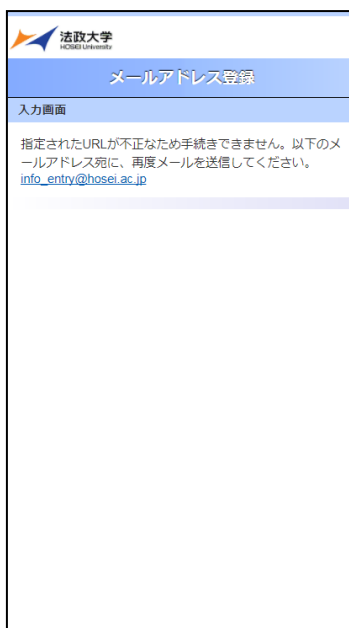 法政大学
HOSEI University
メールアドレス登録
入力画面
指定されたURLが不正なため手続きできません。以下のメ
ールアドレス宛に、再度メールを送信してください。
info_entry@hosei.ac.jp